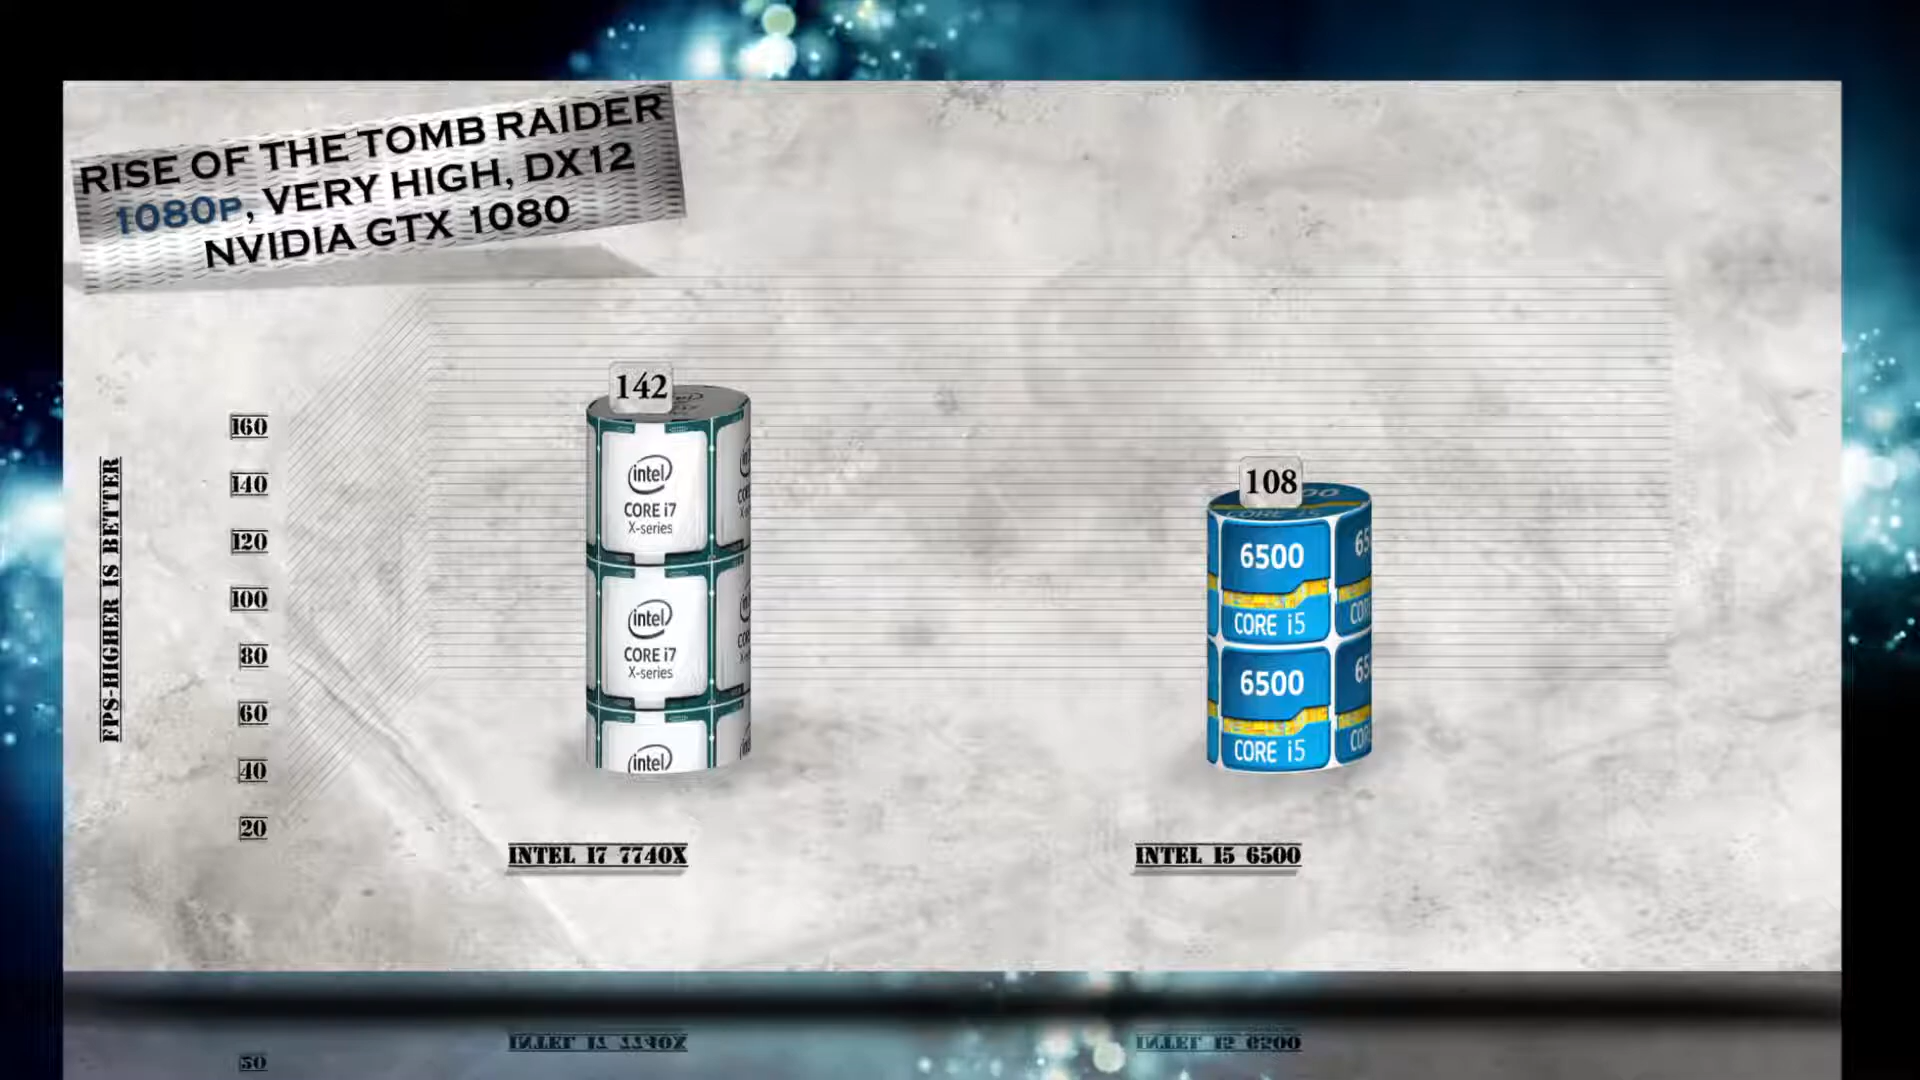 RISE OF THE TOMB RAIDER
1080P, VERY HIGH, DX12
NVIDIA GTX 1080
FPS-HIGHER IS BETTER
160
140
120
100
80
60
40
20
142
intel
CORE i7
X-series
intel
CORE i7
X-series
intel
INTEL I7 7740X
108
6500
CORE i5
6500
CORE i5
INTEL I5 6500